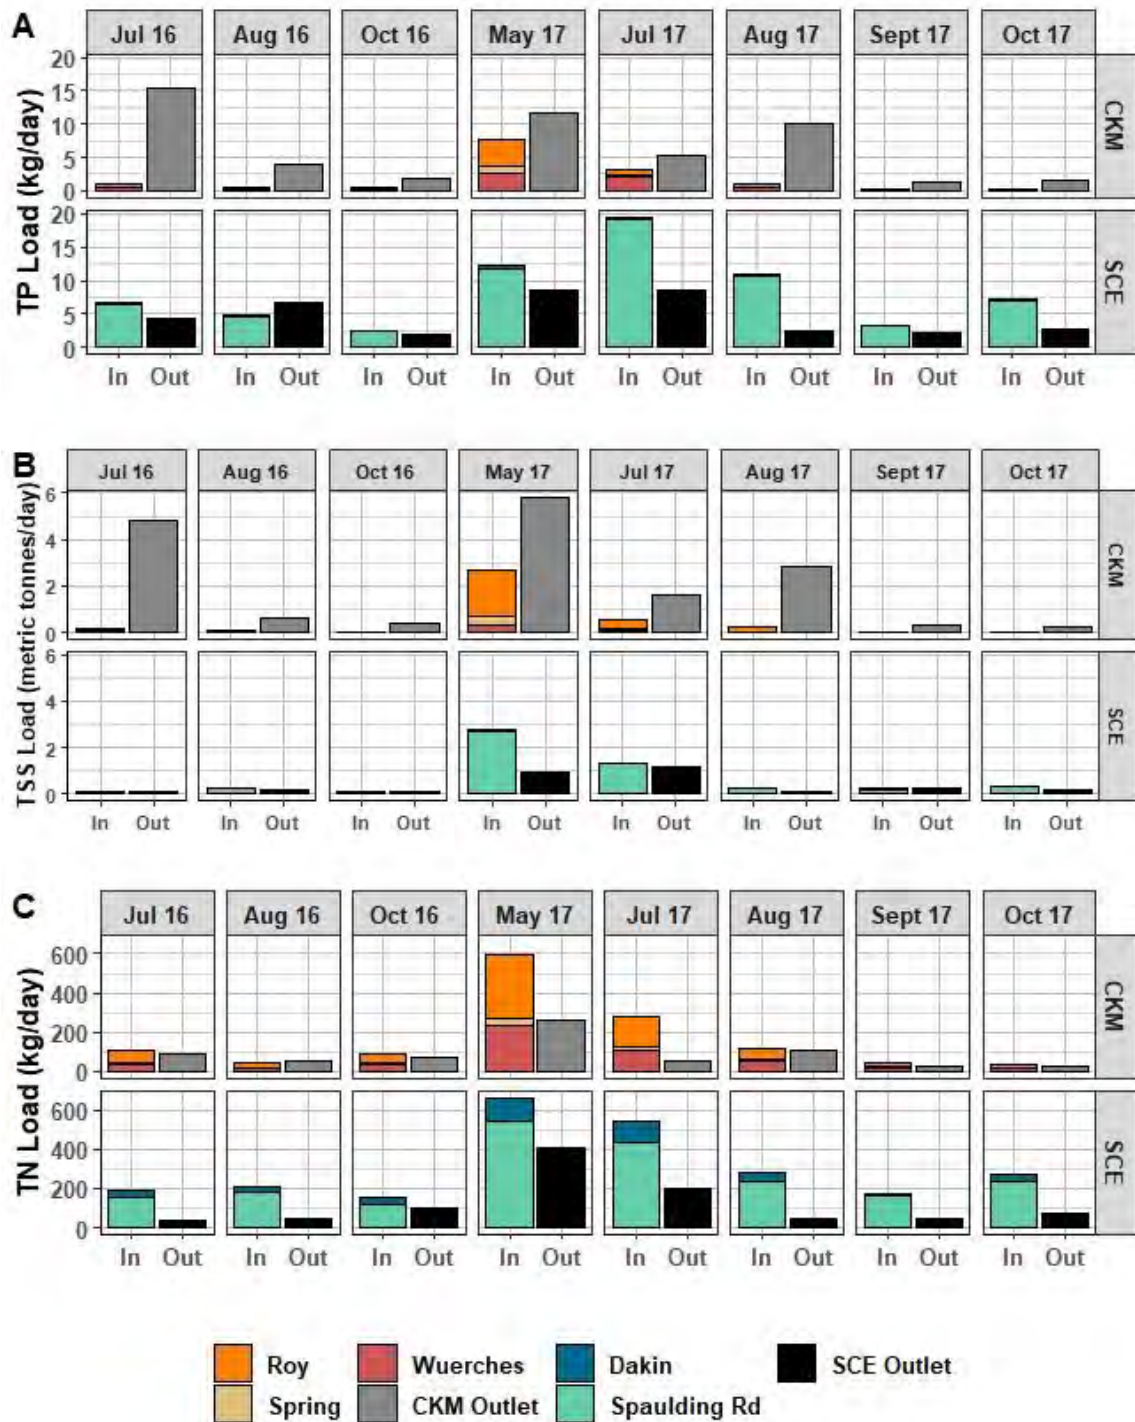 A
Jul 16 Aug 16 Oct 16 May 17 Jul 17 Aug 17 Sept 17 Oct 17
TP Load (kg/day)
20
15
10
5
0
CKM
20
15
10
5
0
SCE
In Out In Out In Out In Out In Out In Out In Out In Out
B
Jul 16 Aug 16 Oct 16 May 17 Jul 17 Aug 17 Sept 17 Oct 17
TSS Load (metric tonnes/day)
6
4
2
0
CKM
6
4
2
0
SCE
In Out In Out In Out In Out In Out In Out In Out In Out
C
Jul 16 Aug 16 Oct 16 May 17 Jul 17 Aug 17 Sept 17 Oct 17
TN Load (kg/day)
600
400
200
0
CKM
600
400
200
0
SCE
In Out In Out In Out In Out In Out In Out In Out In Out
Roy Wuerches Dakin SCE Outlet
Spring CKM Outlet Spaulding Rd